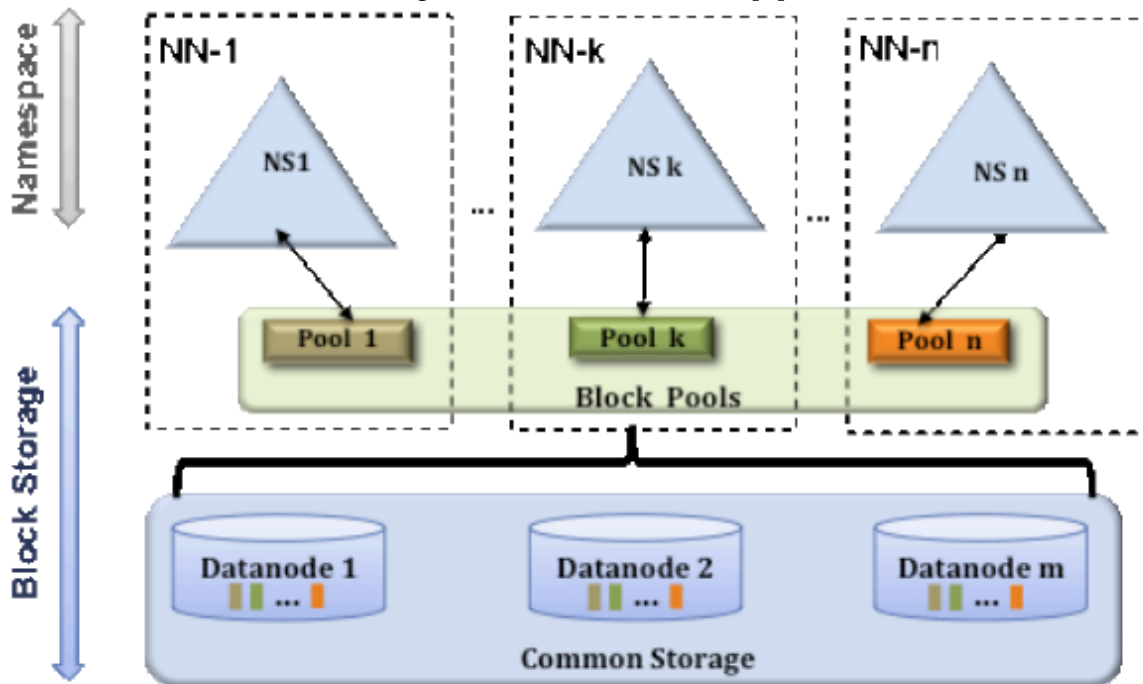 Namespace
NN-1
NN-k
NN-n
NS1
NS k
NS n
...
...
Block Storage
Pool 1
Pool k
Pool n
Block Pools
Datanode 1
Datanode 2
Datanode m
...
...
...
Common Storage